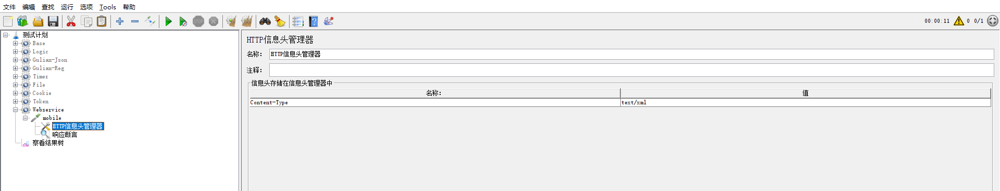 文件 编辑 查找 运行 选项 Tools 帮助
STOP
00:00:11 0 0/1
测试计划
Base
Logic
Gulian-Json
Gulian-Reg
Timer
File
Cookie
Token
Webservice
mobile
HTTP信息头管理器
响应断言
察看结果树
HTTP信息头管理器
名称: HTTP信息头管理器
注释:
信息头存储在信息头管理器中
名称: 值
Content-Type text/xml